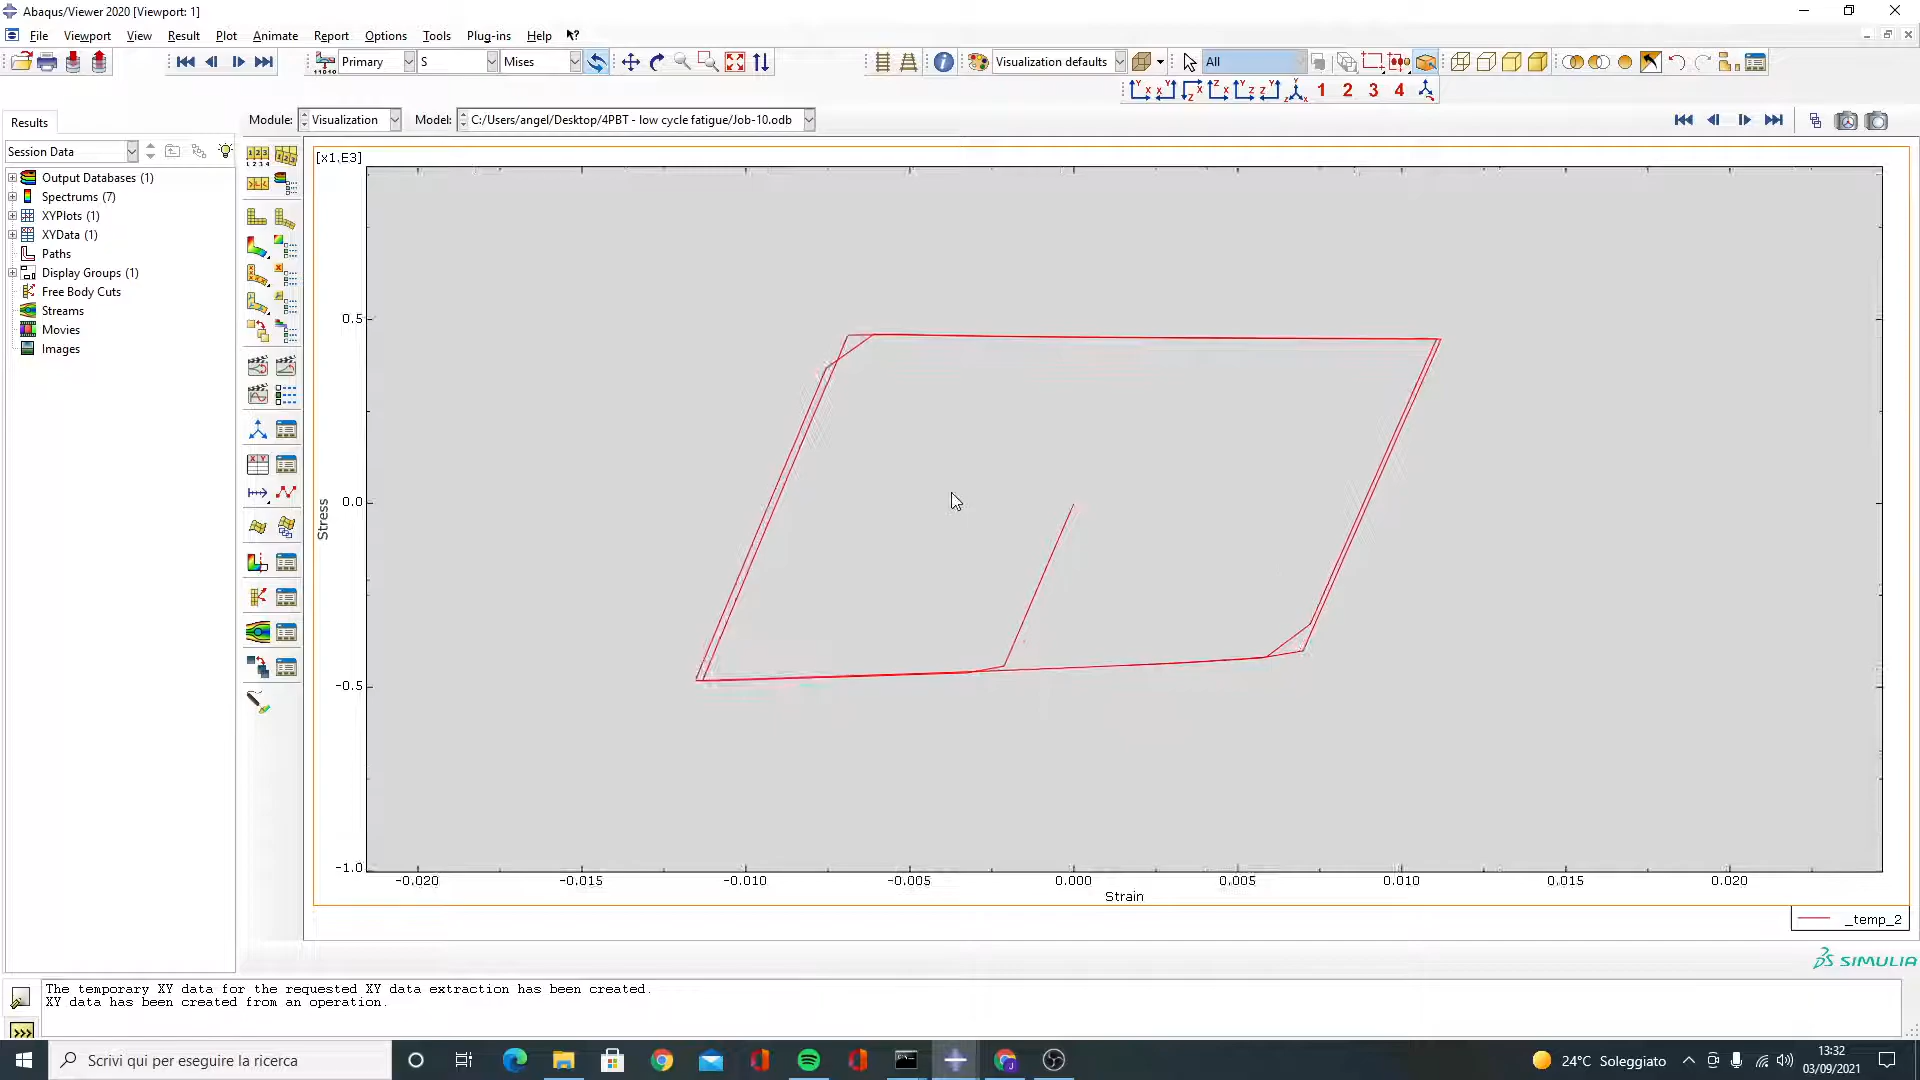 Abaqus/Viewer 2020 [Viewport: 1]
File Viewport View Result Plot Animate Report Options Tools Plug-ins Help
Primary S Mises Visualization defaults All
1 2 3 4
Results
Module: Visualization Model: C:/Users/angel/Desktop/4PBT - low cycle fatigue/Job-10.odb
Session Data
Output Databases (1)
Spectrums (7)
XYPlots (1)
XYData (1)
Paths
Display Groups (1)
Free Body Cuts
Streams
Movies
Images
[x1.E3]
0.5
0.0
-0.5
-1.0
Stress
-0.020 -0.015 -0.010 -0.005 0.000 0.005 0.010 0.015 0.020
Strain
_temp_2
SIMULIA
The temporary XY data for the requested XY data extraction has been created.
XY data has been created from an operation.
>>>
Scrivi qui per eseguire la ricerca
24°C Soleggiato
13:32
03/09/2021